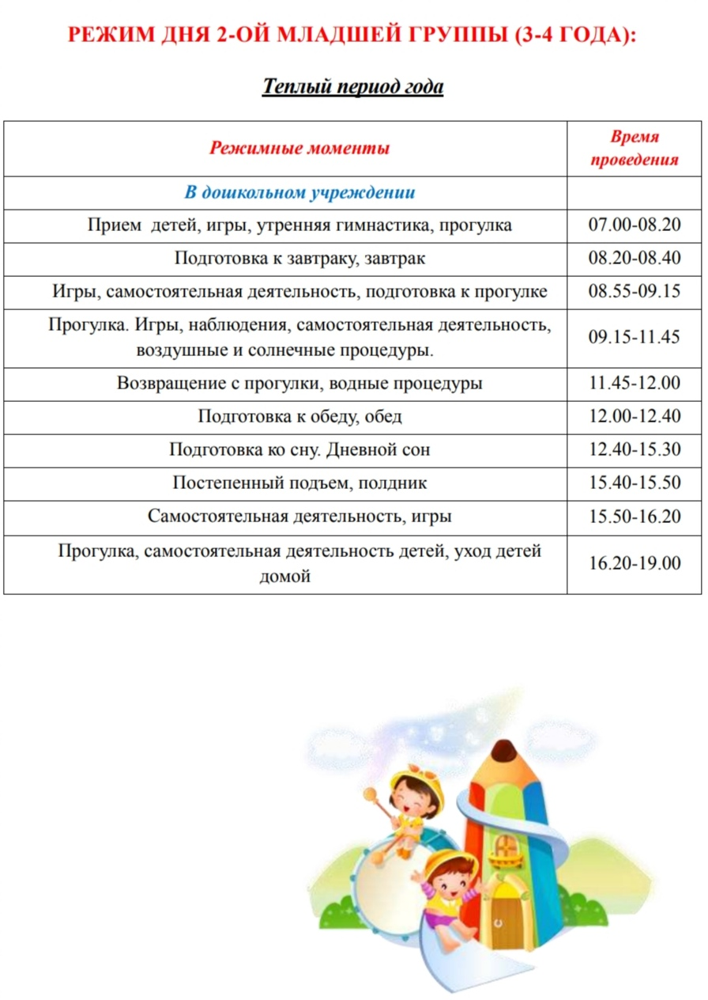 РЕЖИМ ДНЯ 2-ОЙ МЛАДШЕЙ ГРУППЫ (3-4 ГОДА):
Теплый период года
Режимные моменты
Время
проведения
В дошкольном учреждении
Прием детей, игры, утренняя гимнастика, прогулка
07.00-08.20
Подготовка к завтраку, завтрак
08.20-08.40
Игры, самостоятельная деятельность, подготовка к прогулке
08.55-09.15
Прогулка. Игры, наблюдения, самостоятельная деятельность,
воздушные и солнечные процедуры.
09.15-11.45
Возвращение с прогулки, водные процедуры
11.45-12.00
Подготовка к обеду, обед
12.00-12.40
Подготовка ко сну. Дневной сон
12.40-15.30
Постепенный подъем, полдник
15.40-15.50
Самостоятельная деятельность, игры
15.50-16.20
Прогулка, самостоятельная деятельность детей, уход детей
домой
16.20-19.00